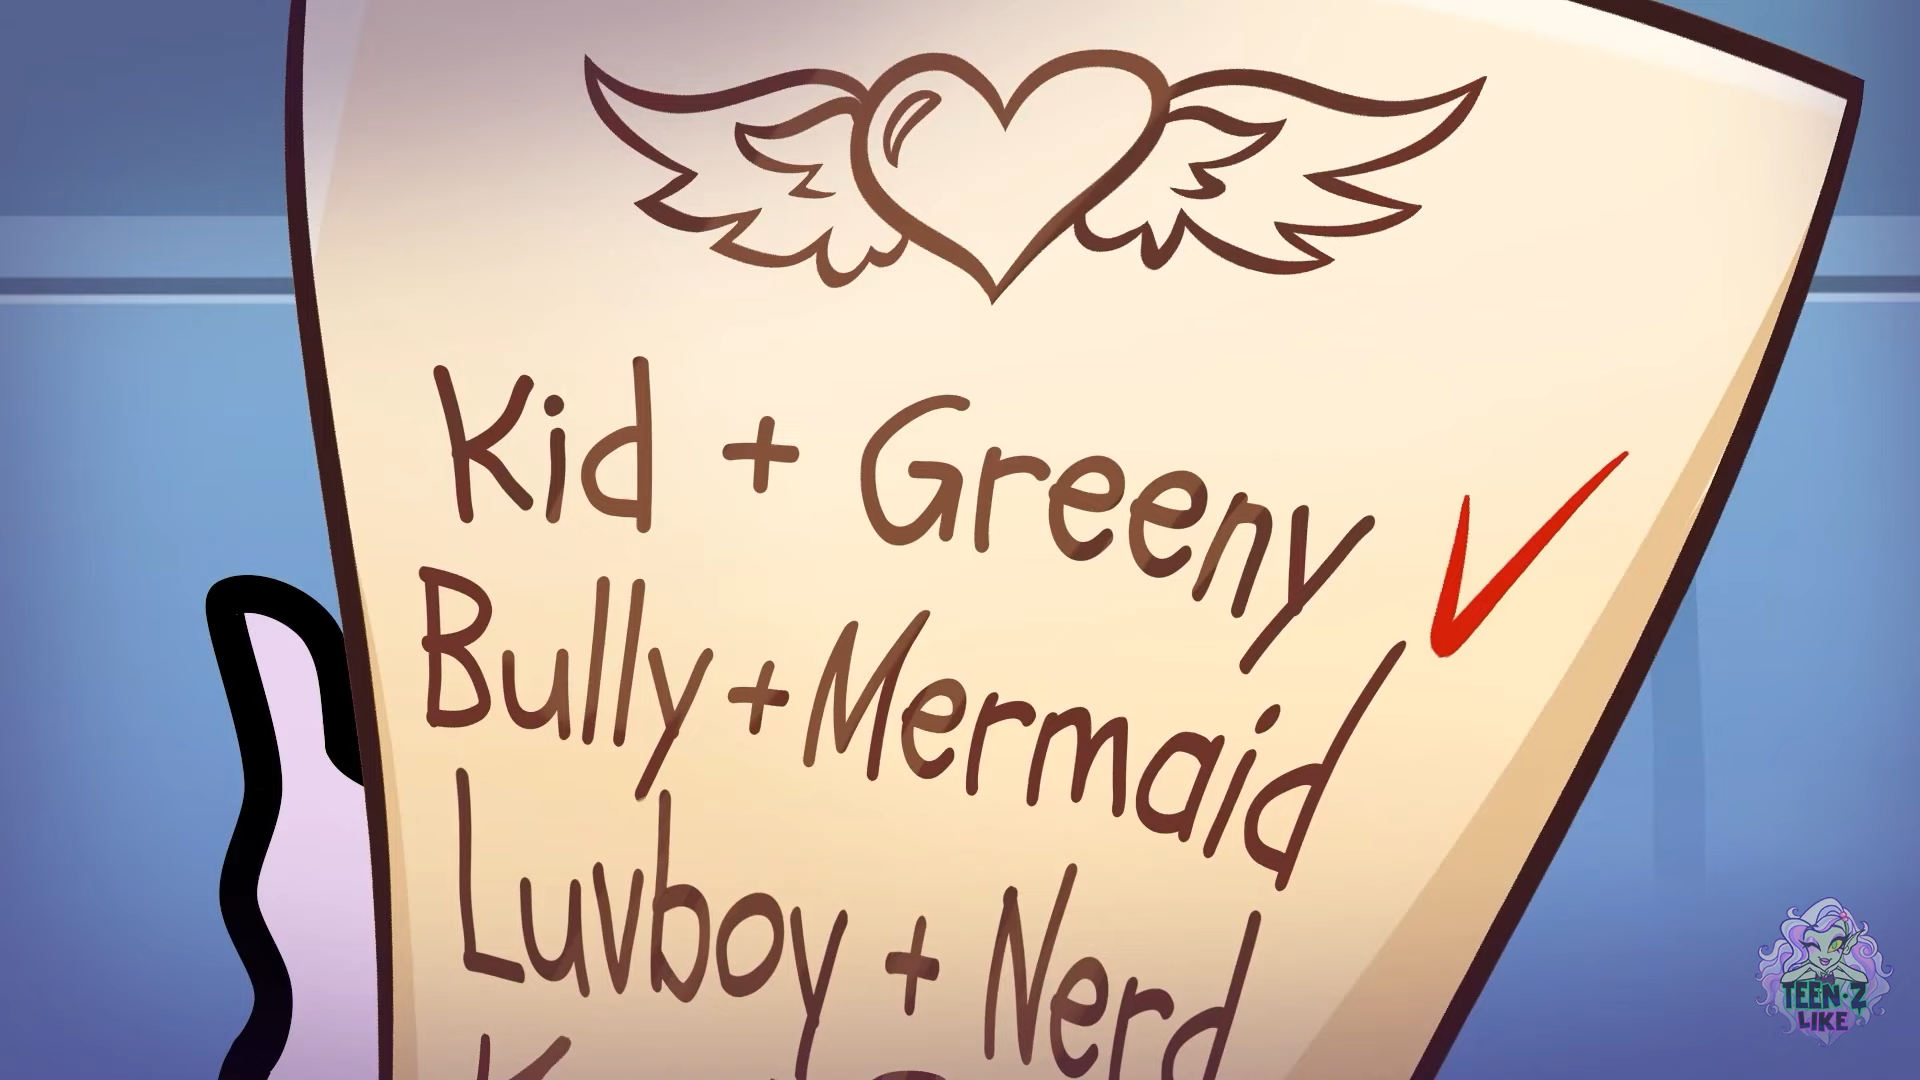 Kid + Greeny
Bully + Mermaid
Luvboy + Nerd
TEEN-Z
LIKE